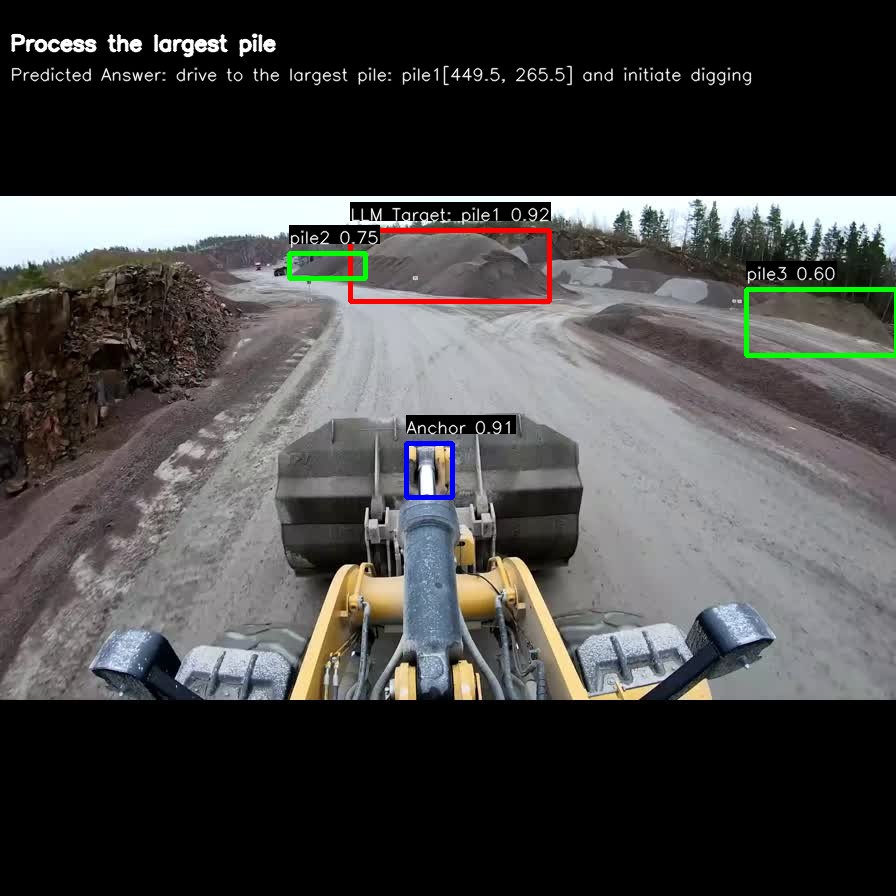 Process the largest pile
Predicted Answer: drive to the largest pile: pile1[449.5, 265.5] and initiate digging
LLM Target: pile1 0.92
pile2 0.75
pile3 0.60
Anchor 0.91